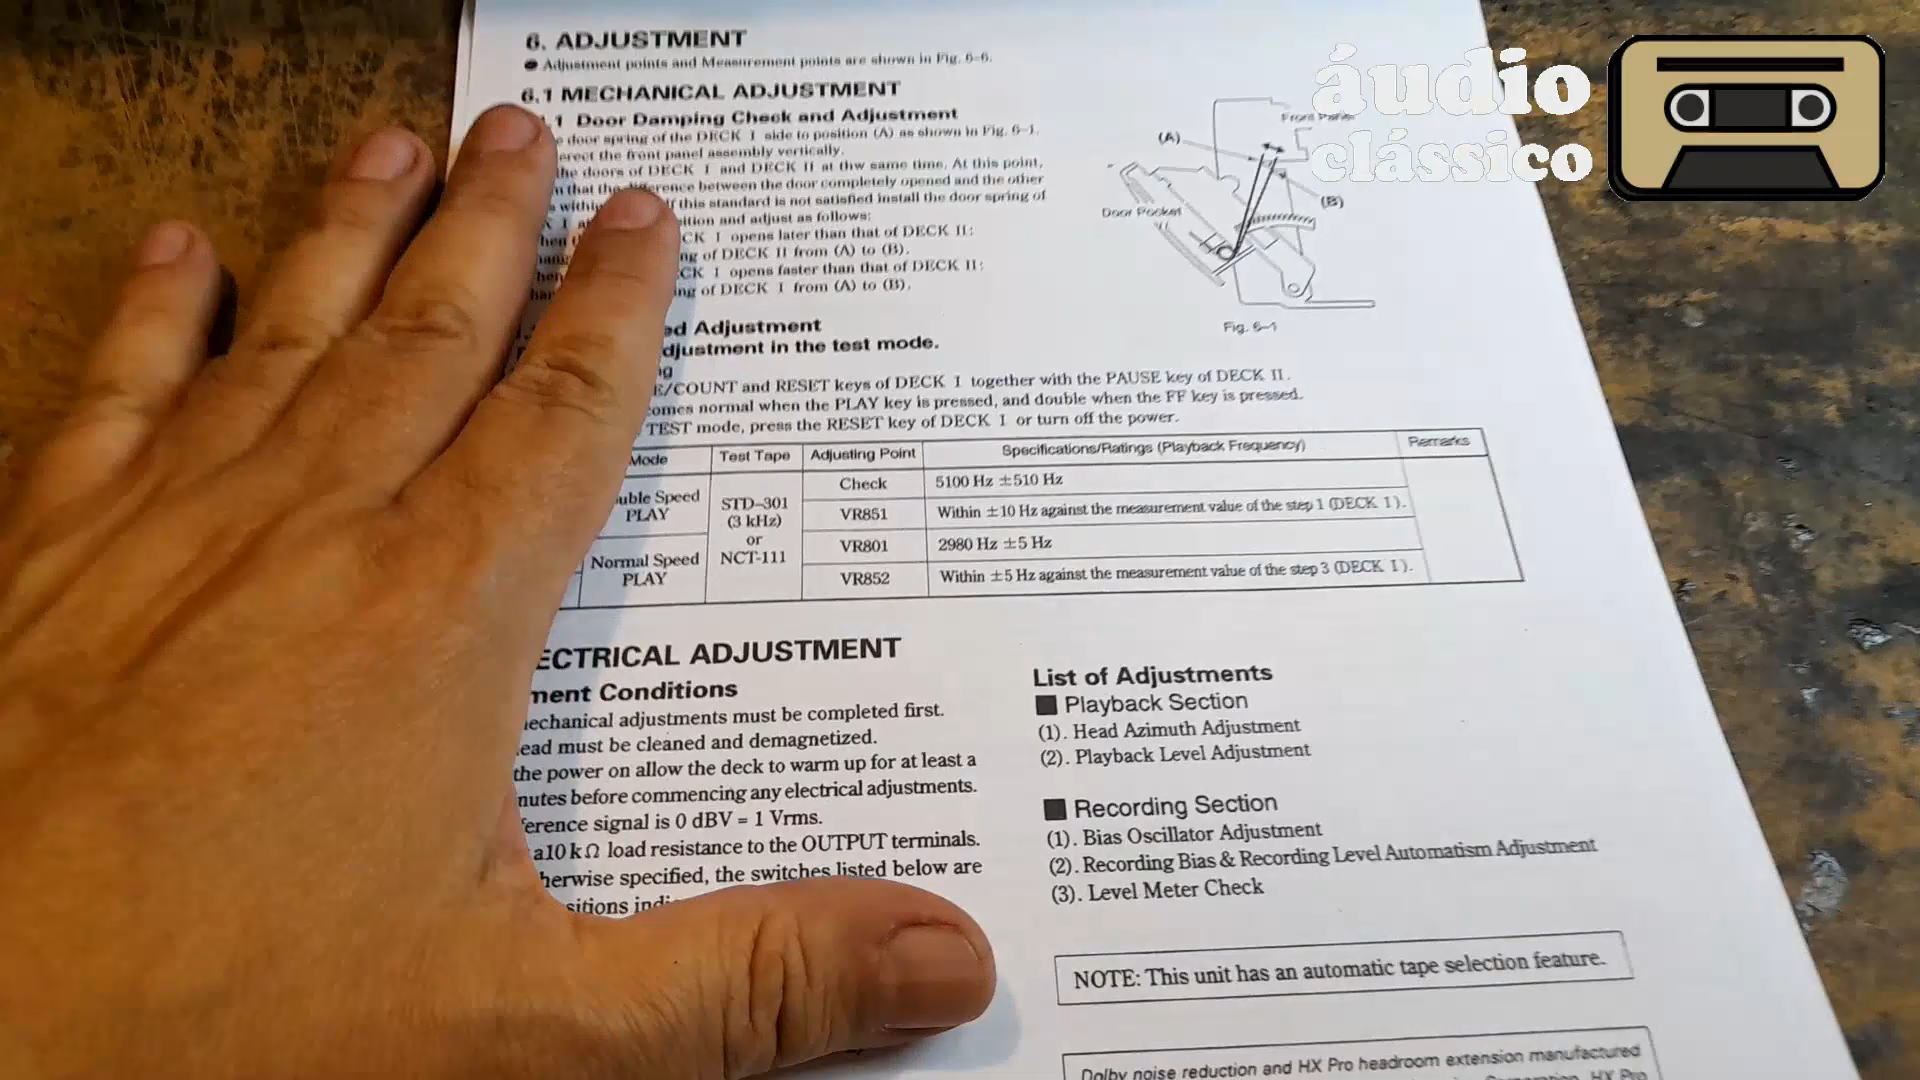 6. ADJUSTMENT
● Adjustment points and Measurement points are shown in Fig. 6-6.
6.1 MECHANICAL ADJUSTMENT
1 Door Damping Check and Adjustment
door spring of the DECK I side to position (A) as shown in Fig. 6-1.
erect the front panel assembly vertically.
the doors of DECK I and DECK II at thw same time. At this point,
that the difference between the door completely opened and the other
If this standard is not satisfied install the door spring of
and adjust as follows:
CK I opens later than that of DECK II:
of DECK II from (A) to (B).
CK I opens faster than that of DECK II:
of DECK I from (A) to (B).
Front Panel
(A)
(B)
Door Pocket
Fig. 6-1
Adjustment
djustment in the test mode.
E/COUNT and RESET keys of DECK I together with the PAUSE key of DECK II.
comes normal when the PLAY key is pressed, and double when the FF key is pressed.
TEST mode, press the RESET key of DECK I or turn off the power.
Mode Test Tape Adjusting Point Specifications/Ratings (Playback Frequency) Remarks
uble Speed PLAY
STD-301 (3 kHz) or NCT-111
Check 5100 Hz ±510 Hz
VR851 Within ±10 Hz against the measurement value of the step 1 (DECK I).
Normal Speed PLAY
VR801 2980 Hz ±5 Hz
VR852 Within ±5 Hz against the measurement value of the step 3 (DECK I).
ECTRICAL ADJUSTMENT
ment Conditions
echanical adjustments must be completed first.
ead must be cleaned and demagnetized.
the power on allow the deck to warm up for at least a
nutes before commencing any electrical adjustments.
ference signal is 0 dBV = 1 Vrms.
a10 kΩ load resistance to the OUTPUT terminals.
herwise specified, the switches listed below are
sitions
List of Adjustments
■ Playback Section
(1). Head Azimuth Adjustment
(2). Playback Level Adjustment
■ Recording Section
(1). Bias Oscillator Adjustment
(2). Recording Bias & Recording Level Automatism Adjustment
(3). Level Meter Check
NOTE: This unit has an automatic tape selection feature.
Dolby noise reduction and HX Pro headroom extension manufactured
HX Pro
áudio
clássico